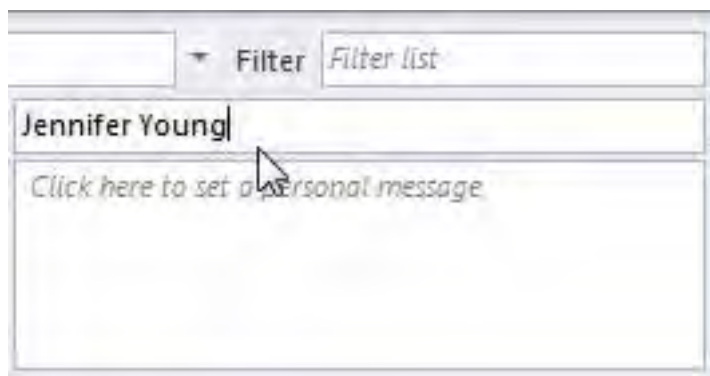 Filter Filter list
Jennifer Young
Click here to set a personal message